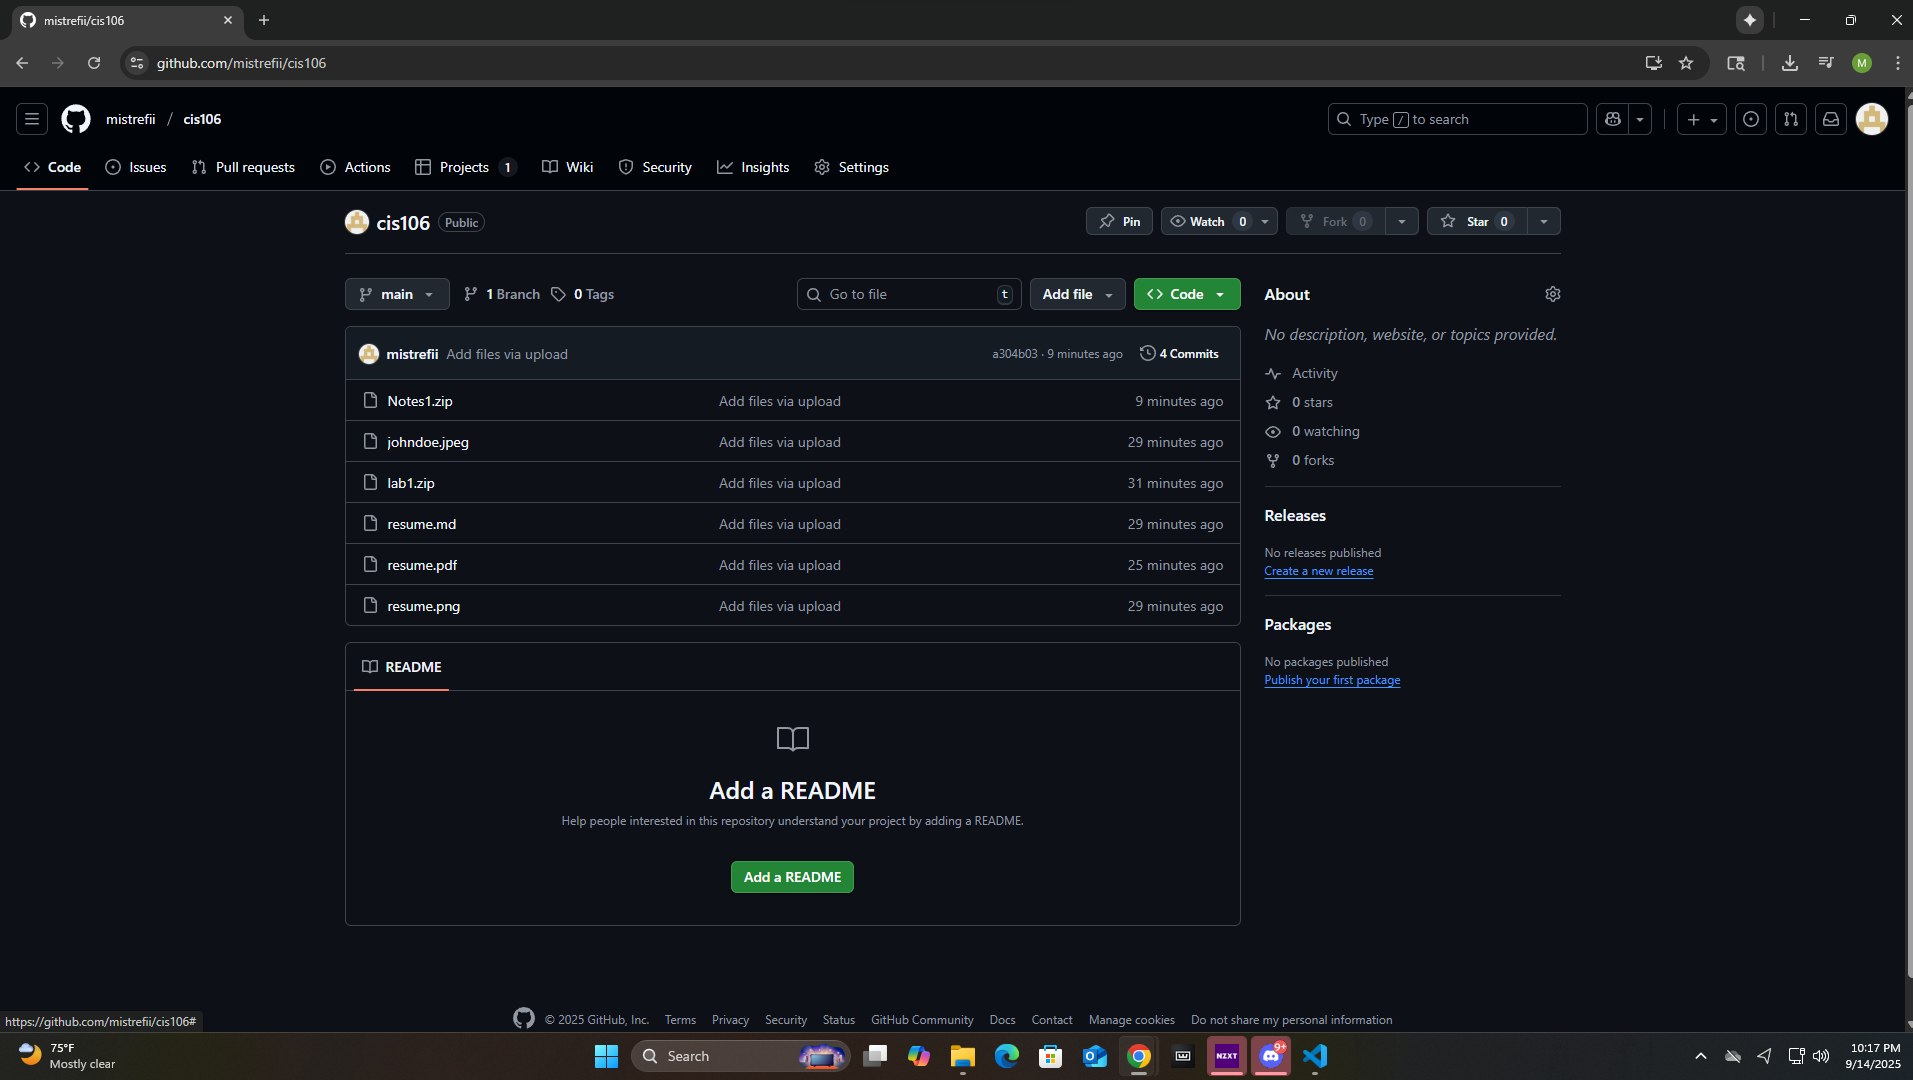 mistrefii/cis106
github.com/mistrefii/cis106
M
mistrefii / cis106
Type / to search
Code
Issues
Pull requests
Actions
Projects 1
Wiki
Security
Insights
Settings
cis106 Public
Pin
Watch 0
Fork 0
Star 0
main
1 Branch
0 Tags
Go to file t
Add file
Code
About
No description, website, or topics provided.
mistrefii Add files via upload a304b03 · 9 minutes ago 4 Commits
Notes1.zip Add files via upload 9 minutes ago
johndoe.jpeg Add files via upload 29 minutes ago
lab1.zip Add files via upload 31 minutes ago
resume.md Add files via upload 29 minutes ago
resume.pdf Add files via upload 25 minutes ago
resume.png Add files via upload 29 minutes ago
Activity
0 stars
0 watching
0 forks
Releases
No releases published
Create a new release
Packages
No packages published
Publish your first package
README
Add a README
Help people interested in this repository understand your project by adding a README.
Add a README
https://github.com/mistrefii/cis106#
© 2025 GitHub, Inc. Terms Privacy Security Status GitHub Community Docs Contact Manage cookies Do not share my personal information
75°F
Mostly clear
Search
NZXT
9+
10:17 PM
9/14/2025